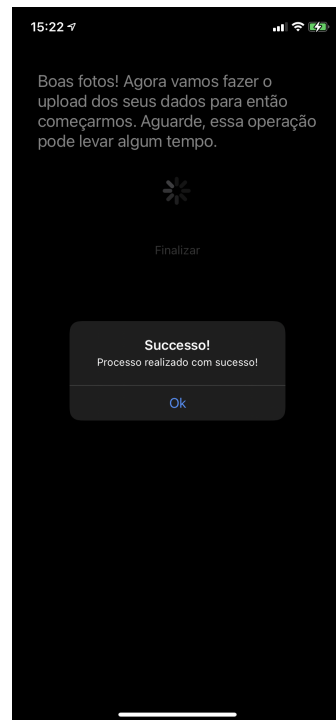 15:22
Boas fotos! Agora vamos fazer o
upload dos seus dados para então
começarmos. Aguarde, essa operação
pode levar algum tempo.
Finalizar
Successo!
Processo realizado com sucesso!
Ok